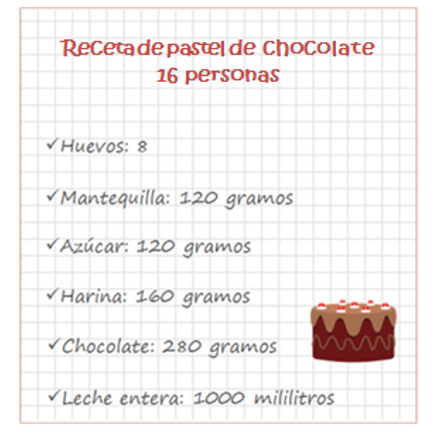 Receta de pastel de Chocolate
16 personas
✓Huevos: 8
✓Mantequilla: 120 gramos
✓Azúcar: 120 gramos
✓Harina: 160 gramos
✓Chocolate: 280 gramos
✓Leche entera: 1000 mililitros